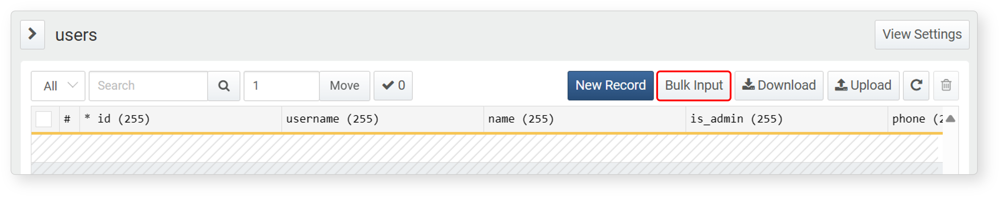 users
View Settings
All Search 1 Move 0 New Record Bulk Input Download Upload
# * id (255) username (255) name (255) is_admin (255) phone (2